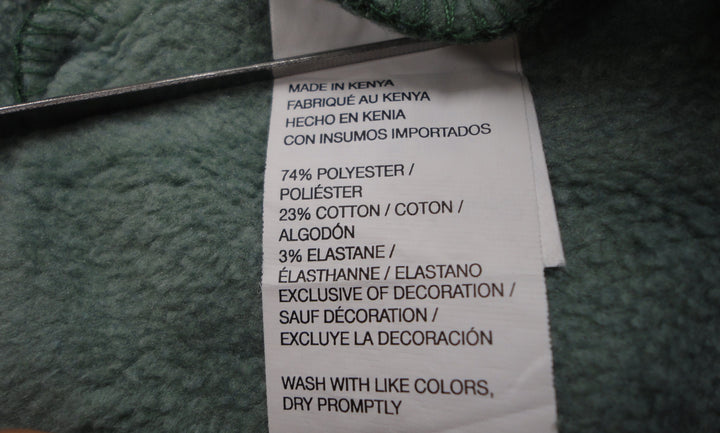 MADE IN KENYA
FABRIQUÉ AU KENYA
HECHO EN KENIA
CON INSUMOS IMPORTADOS
74% POLYESTER /
POLIÉSTER
23% COTTON / COTON /
ALGODÓN
3% ELASTANE /
ÉLASTHANNE / ELASTANO
EXCLUSIVE OF DECORATION /
SAUF DÉCORATION /
EXCLUYE LA DECORACIÓN
WASH WITH LIKE COLORS,
DRY PROMPTLY